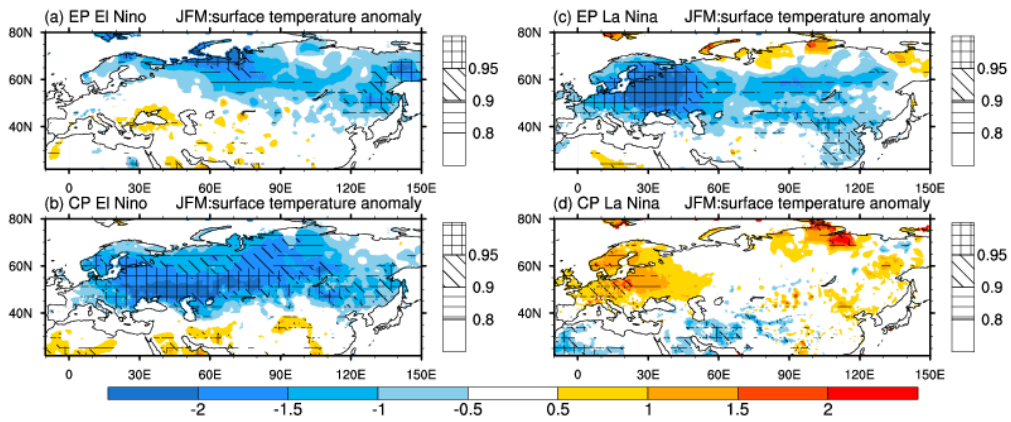 (a) EP El Nino JFM:surface temperature anomaly
80N
60N
40N
0 30E 60E 90E 120E 150E
0.95
0.9
0.8
(c) EP La Nina JFM:surface temperature anomaly
80N
60N
40N
0 30E 60E 90E 120E 150E
0.95
0.9
0.8
(b) CP El Nino JFM:surface temperature anomaly
80N
60N
40N
0 30E 60E 90E 120E 150E
0.95
0.9
0.8
(d) CP La Nina JFM:surface temperature anomaly
80N
60N
40N
0 30E 60E 90E 120E 150E
0.95
0.9
0.8
-2 -1.5 -1 -0.5 0.5 1 1.5 2